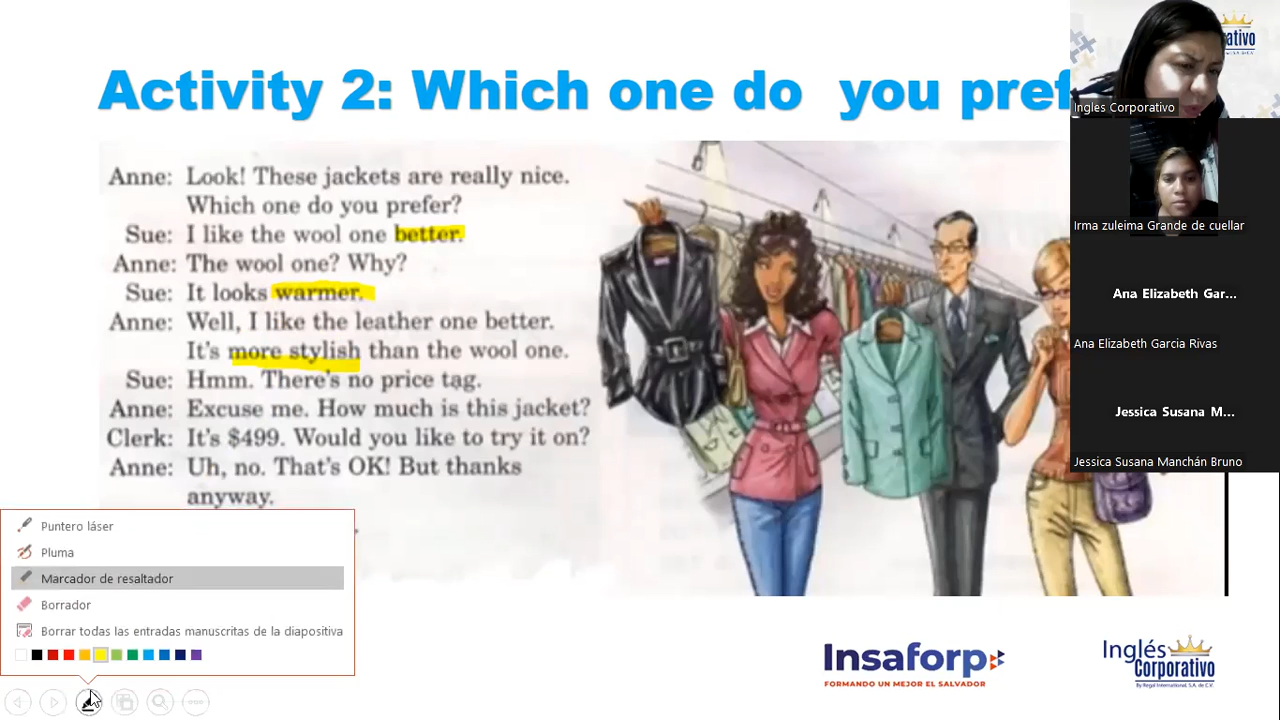 Activity 2: Which one do you pref
Anne: Look! These jackets are really nice.
Which one do you prefer?
Sue: I like the wool one better.
Anne: The wool one? Why?
Sue: It looks warmer.
Anne: Well, I like the leather one better.
It's more stylish than the wool one.
Sue: Hmm. There's no price tag.
Anne: Excuse me. How much is this jacket?
Clerk: It's $499. Would you like to try it on?
Anne: Uh, no. That's OK! But thanks
anyway.
Puntero láser
Pluma
Marcador de resaltador
Borrador
Borrar todas las entradas manuscritas de la diapositiva
Insaforp
FORMANDO UN MEJOR EL SALVADOR
Inglés
Corporativo
By Regal International, S.A. de C.V.
ativo
Ingles Corporativo
Irma zuleima Grande de cuellar
Ana Elizabeth Gar...
Ana Elizabeth Garcia Rivas
Jessica Susana M...
Jessica Susana Manchán Bruno